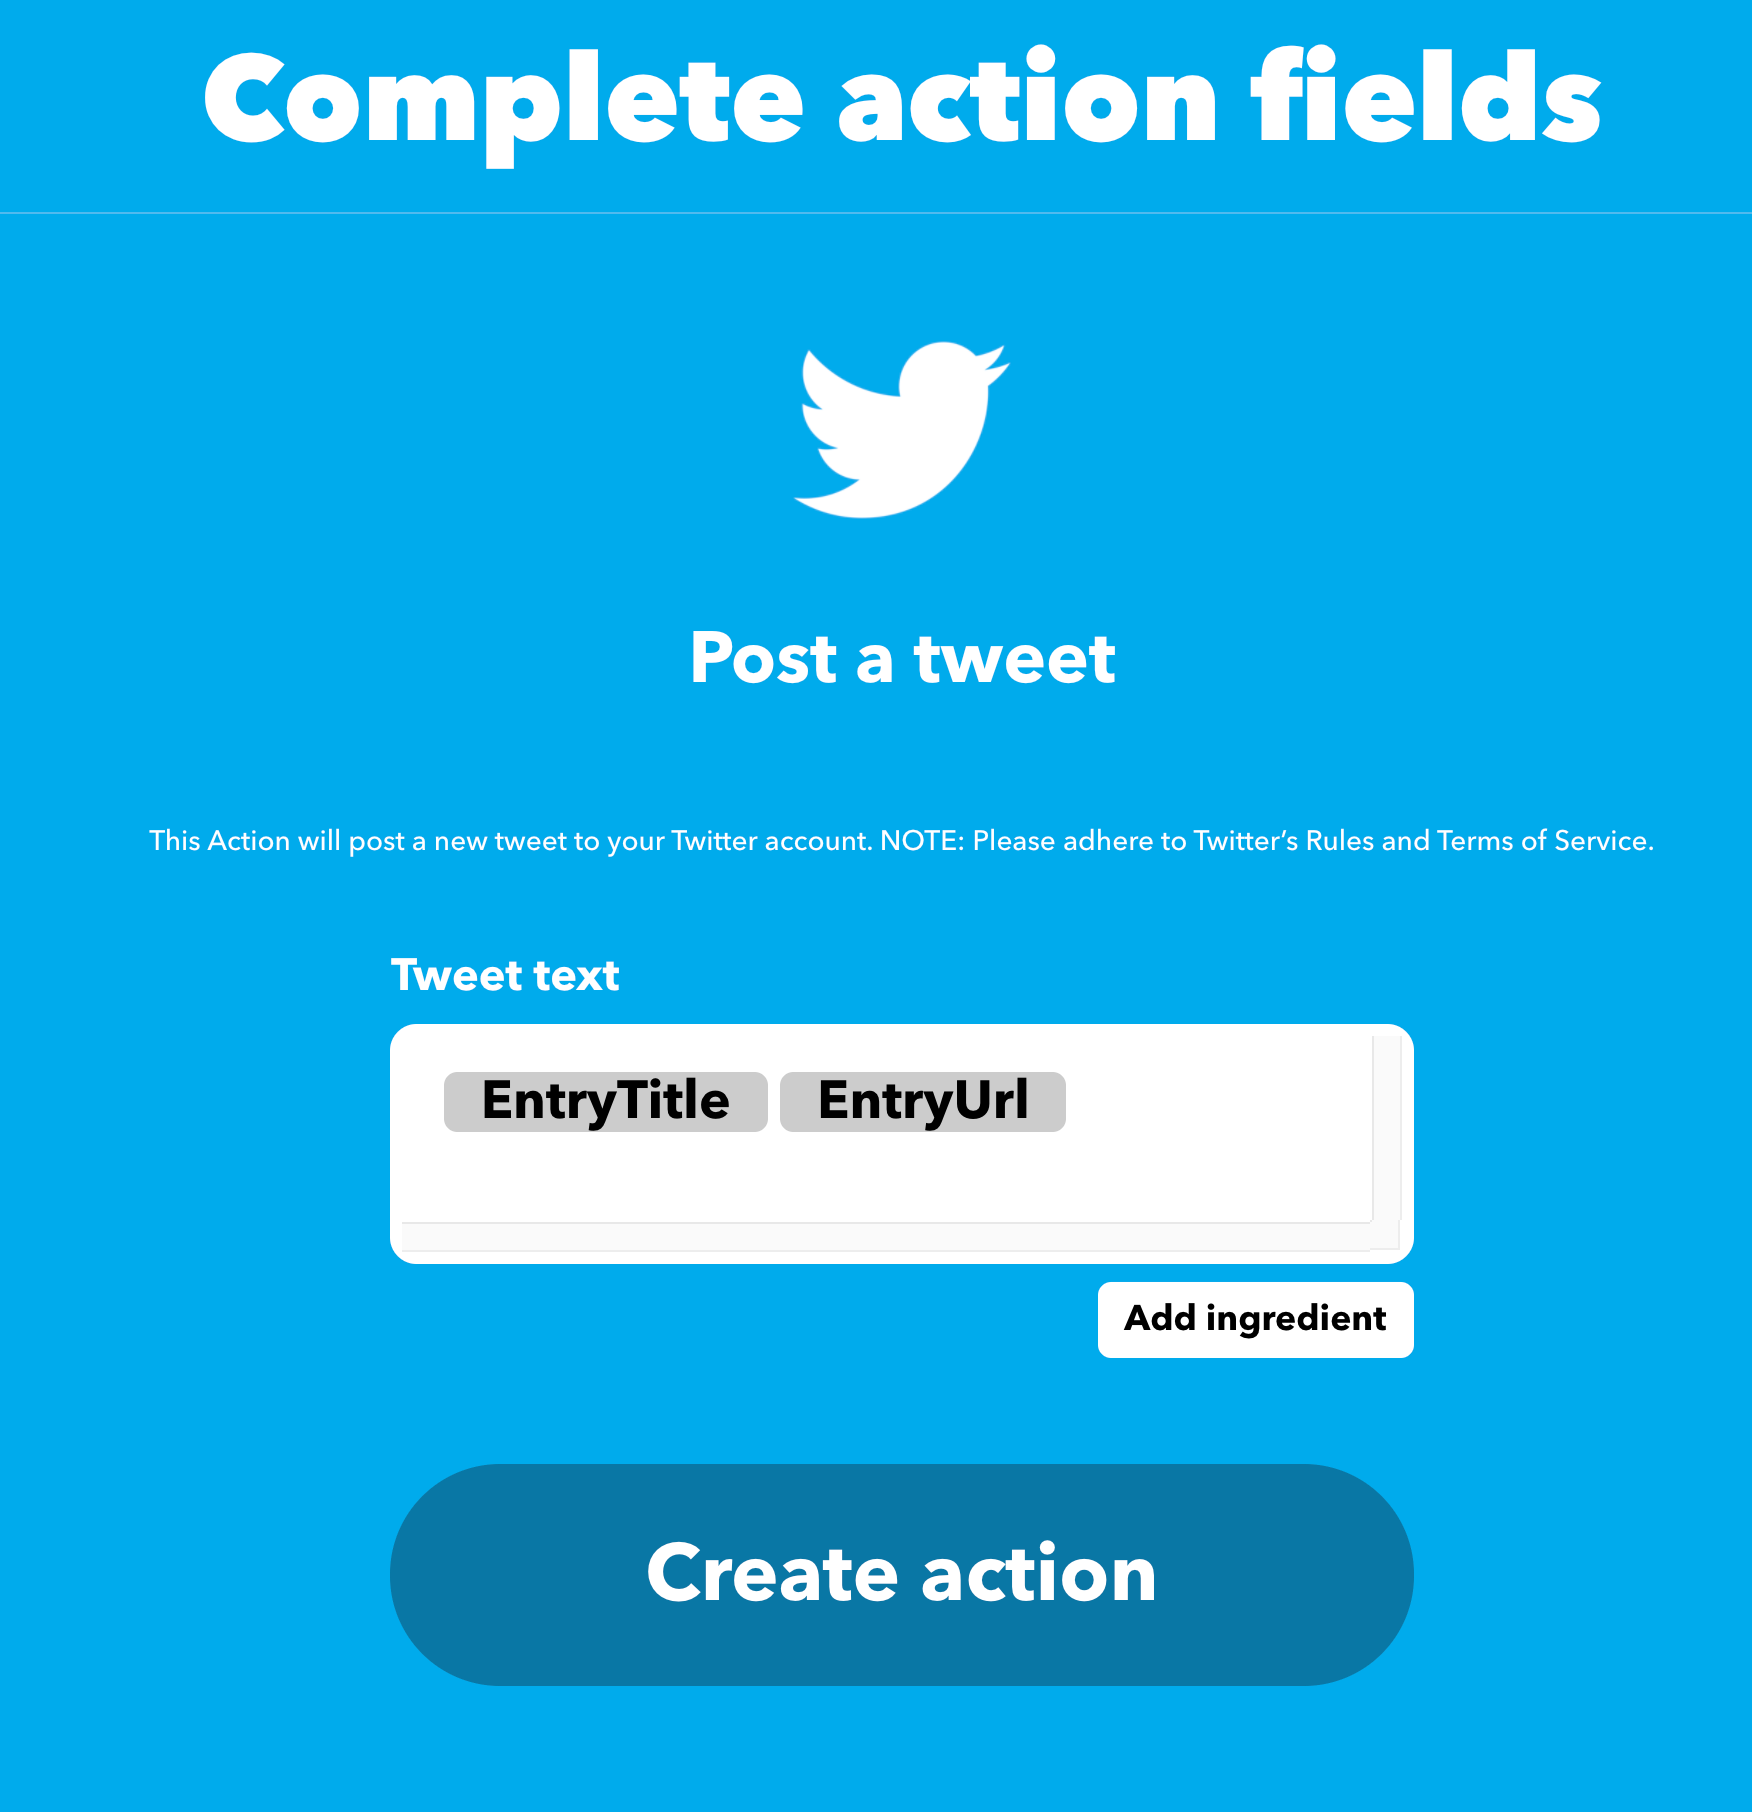 Complete action fields
Post a tweet
This Action will post a new tweet to your Twitter account. NOTE: Please adhere to Twitter’s Rules and Terms of Service.
Tweet text
EntryTitle EntryUrl
Add ingredient
Create action